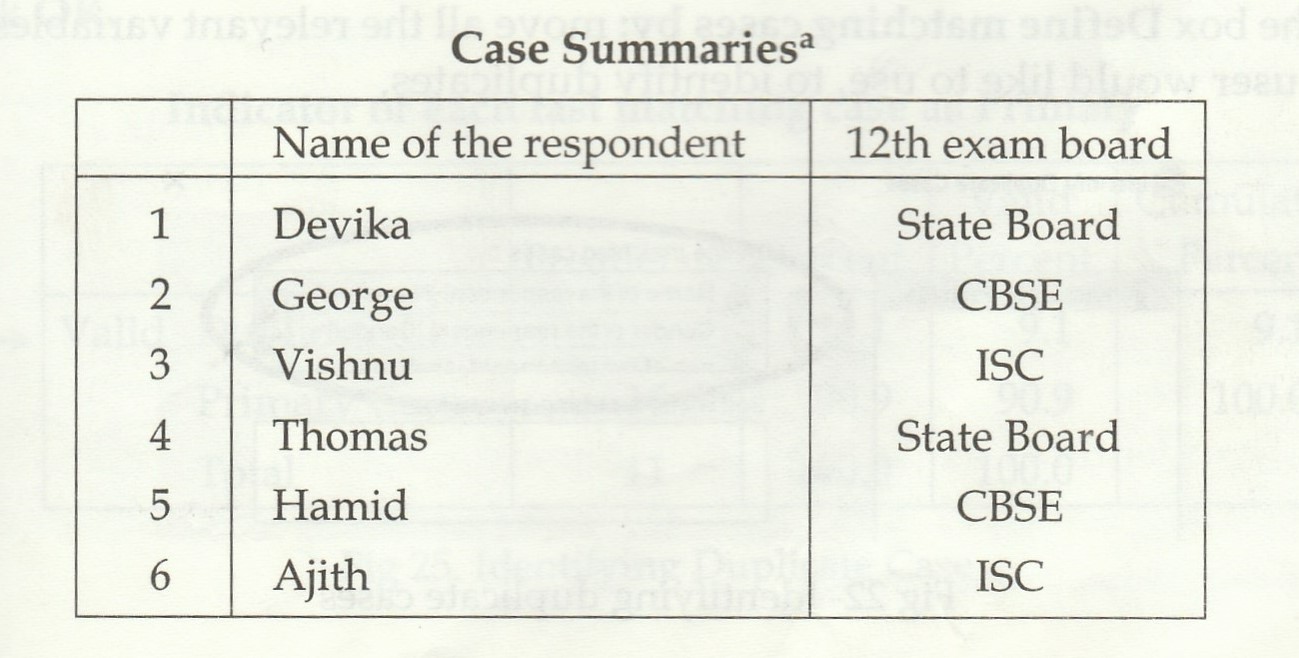 Case Summariesᵃ
Name of the respondent 12th exam board
1 Devika State Board
2 George CBSE
3 Vishnu ISC
4 Thomas State Board
5 Hamid CBSE
6 Ajith ISC